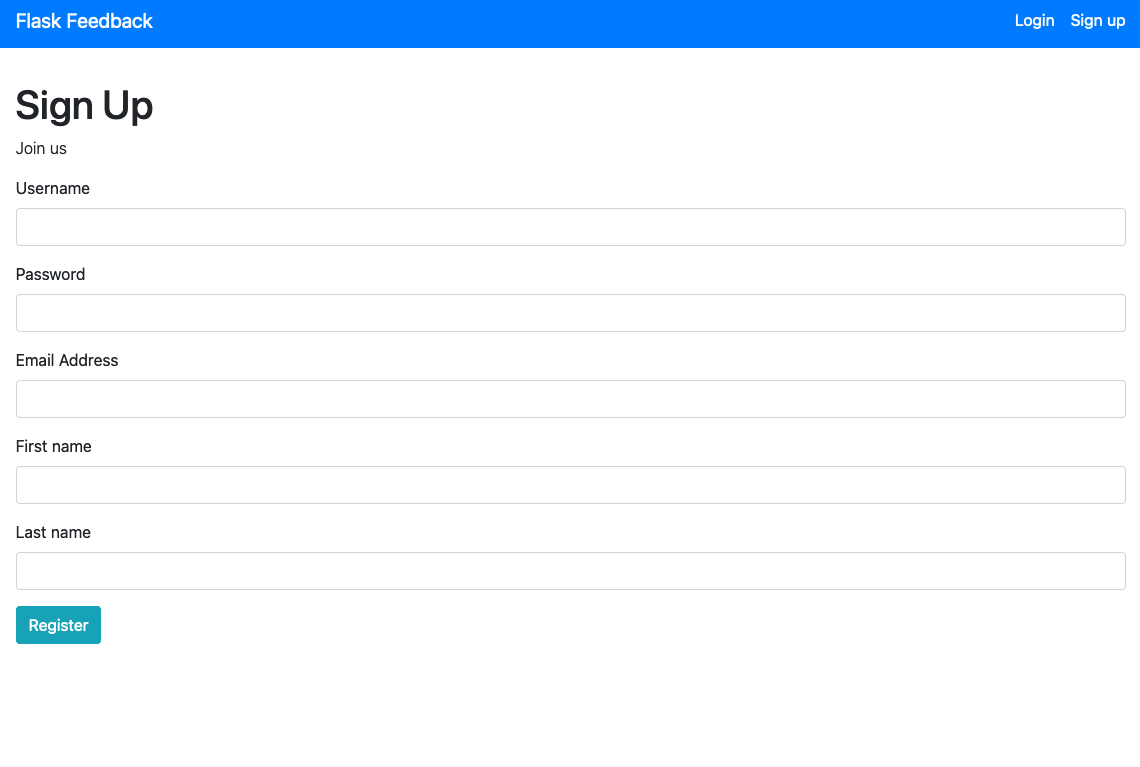 Flask Feedback
Login Sign up
Sign Up
Join us
Username
Password
Email Address
First name
Last name
Register